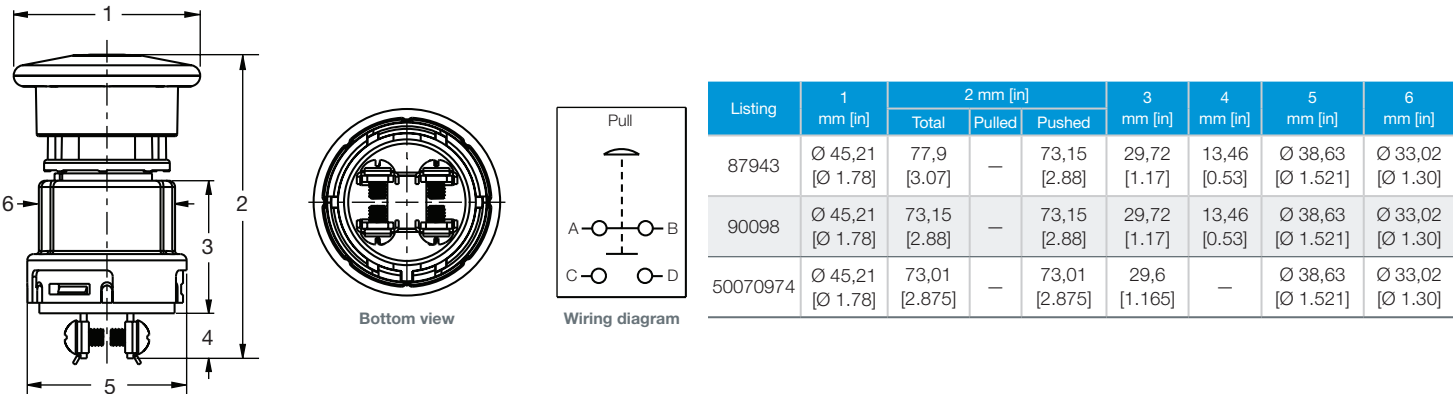 1
2
3
4
5
6
Bottom view
Pull
A
B
C
D
Wiring diagram
Listing 1 mm [in] 2 mm [in] 3 mm [in] 4 mm [in] 5 mm [in] 6 mm [in]
Total Pulled Pushed
87943 Ø 45,21 77,9 — 73,15 29,72 13,46 Ø 38,63 Ø 33,02
[Ø 1.78] [3.07] [2.88] [1.17] [0.53] [Ø 1.521] [Ø 1.30]
90098 Ø 45,21 73,15 — 73,15 29,72 13,46 Ø 38,63 Ø 33,02
[Ø 1.78] [2.88] [2.88] [1.17] [0.53] [Ø 1.521] [Ø 1.30]
50070974 Ø 45,21 73,01 — 73,01 29,6 — Ø 38,63 Ø 33,02
[Ø 1.78] [2.875] [2.875] [1.165] [Ø 1.521] [Ø 1.30]